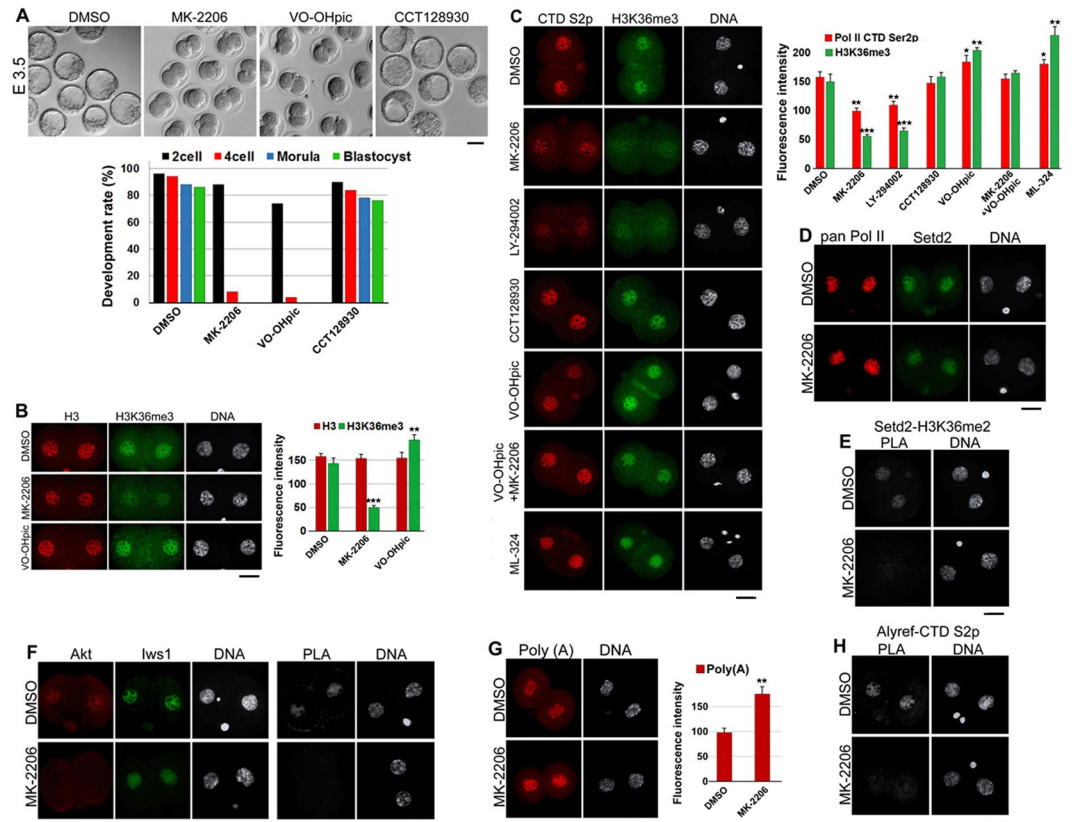 A
DMSO MK-2206 VO-OHpic CCT128930
E 3.5
2cell 4cell Morula Blastocyst
Development rate (%)
100
80
60
40
20
0
DMSO MK-2206 VO-OHpic CCT128930
B
H3 H3K36me3 DNA
DMSO
MK-2206
VO-OHpic
H3 H3K36me3
Fluorescence intensity
150
100
50
0
★★★ ★★
DMSO MK-2206 VO-OHpic
C
CTD S2p H3K36me3 DNA
DMSO
MK-2206
LY-294002
CCT128930
VO-OHpic
VO-OHpic
+MK-2206
ML-324
Pol II CTD Ser2p
H3K36me3
Fluorescence intensity
200
150
100
50
0
★★ ★★★ ★★ ★★★ ★ ★★ ★ ★★
DMSO MK-2206 LY-294002 CCT128930 VO-OHpic MK-2206
+VO-OHpic ML-324
D
pan Pol II Setd2 DNA
DMSO
MK-2206
E
Setd2-H3K36me2
PLA DNA
DMSO
MK-2206
F
Akt Iws1 DNA PLA DNA
DMSO
MK-2206
G
Poly (A) DNA
DMSO
MK-2206
Poly(A)
Fluorescence intensity
150
100
50
0
★★
DMSO MK-2206
H
Alyref-CTD S2p
PLA DNA
DMSO
MK-2206